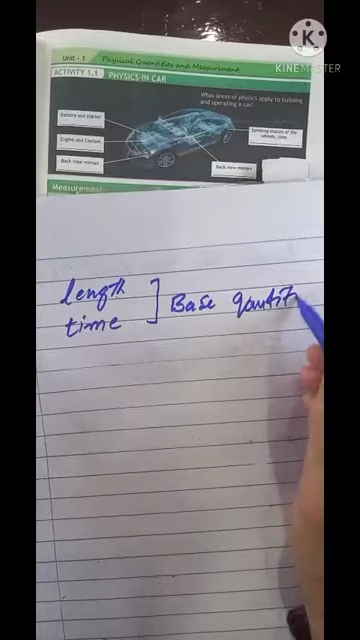 K
KINEMASTER
Unit - 1 Physical Quantities and Measurement
ACTIVITY 1.1 PHYSICS IN CAR
What areas of physics apply to building
and operating a car?
Battery and starter
Engine and Coolant
Back view mirror
Spinning motion of the
wheels, tires
Back view mirrors
Measurement
length
time
] Base qantiti